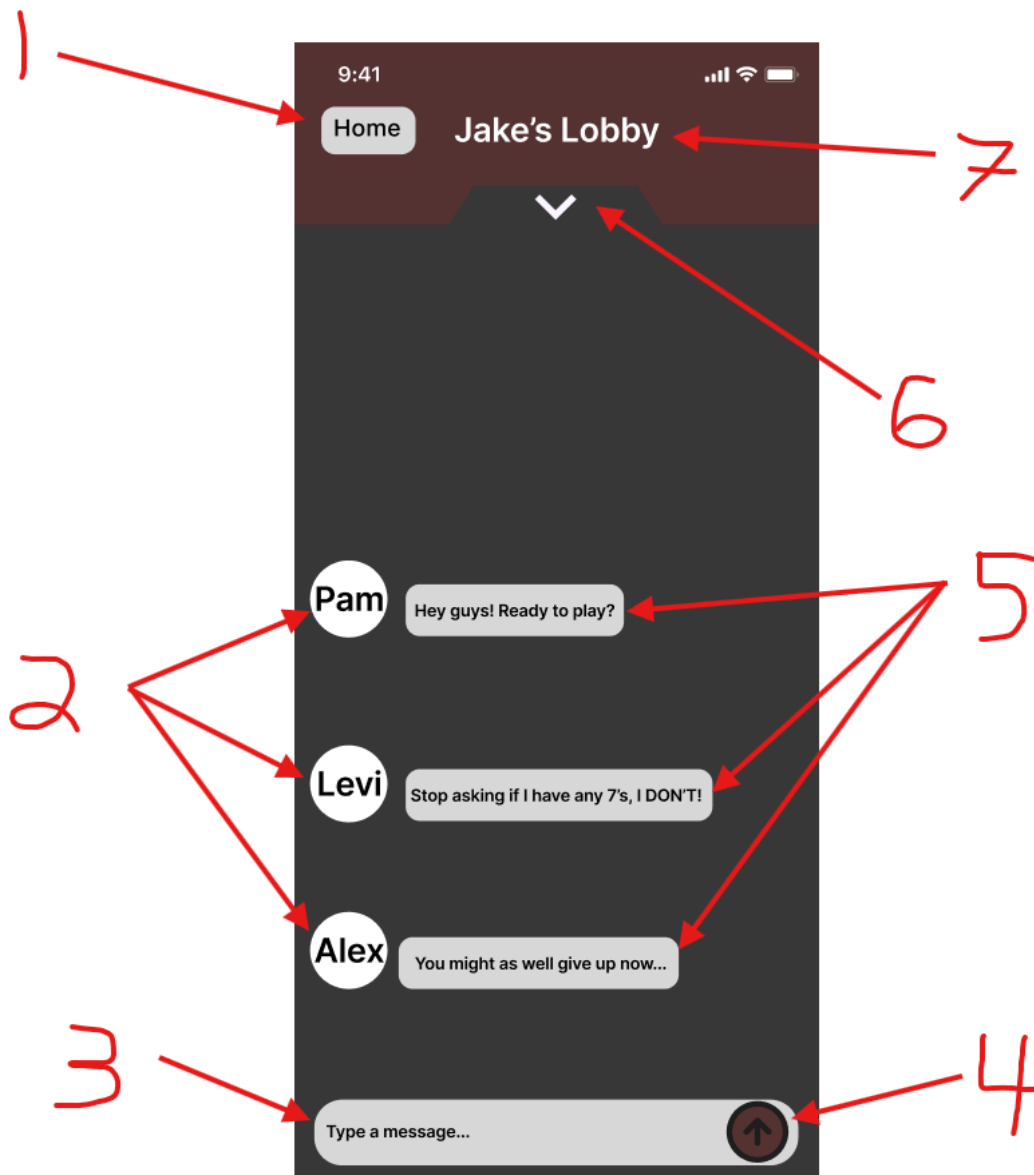 1
9:41
Home
Jake’s Lobby
7
6
Pam
Hey guys! Ready to play?
5
2
Levi
Stop asking if I have any 7’s, I DON’T!
Alex
You might as well give up now...
3
4
Type a message...